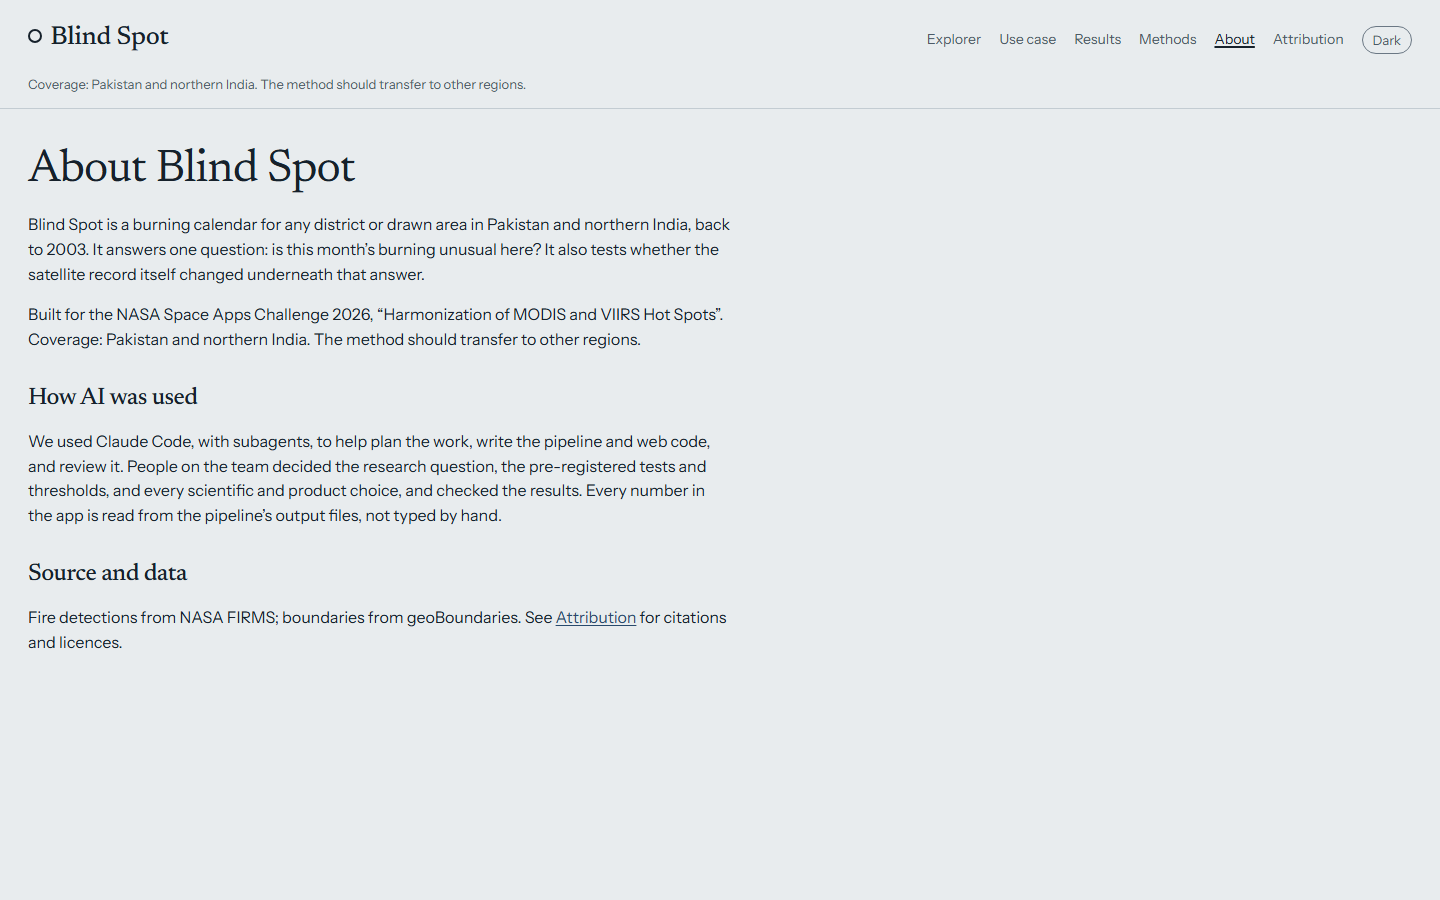 Blind Spot
Explorer Use case Results Methods About Attribution Dark
Coverage: Pakistan and northern India. The method should transfer to other regions.
About Blind Spot
Blind Spot is a burning calendar for any district or drawn area in Pakistan and northern India, back
to 2003. It answers one question: is this month’s burning unusual here? It also tests whether the
satellite record itself changed underneath that answer.
Built for the NASA Space Apps Challenge 2026, “Harmonization of MODIS and VIIRS Hot Spots”.
Coverage: Pakistan and northern India. The method should transfer to other regions.
How AI was used
We used Claude Code, with subagents, to help plan the work, write the pipeline and web code,
and review it. People on the team decided the research question, the pre-registered tests and
thresholds, and every scientific and product choice, and checked the results. Every number in
the app is read from the pipeline’s output files, not typed by hand.
Source and data
Fire detections from NASA FIRMS; boundaries from geoBoundaries. See Attribution for citations
and licences.